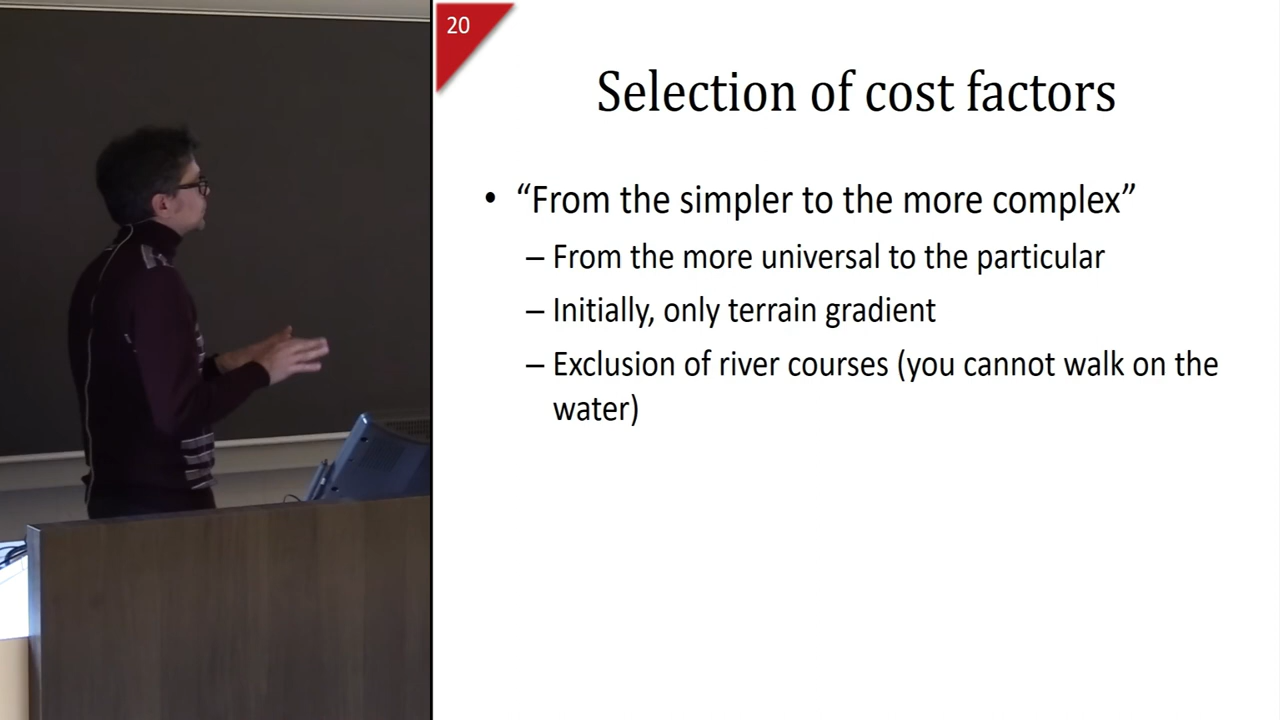 20
Selection of cost factors
• “From the simpler to the more complex”
– From the more universal to the particular
– Initially, only terrain gradient
– Exclusion of river courses (you cannot walk on the
water)